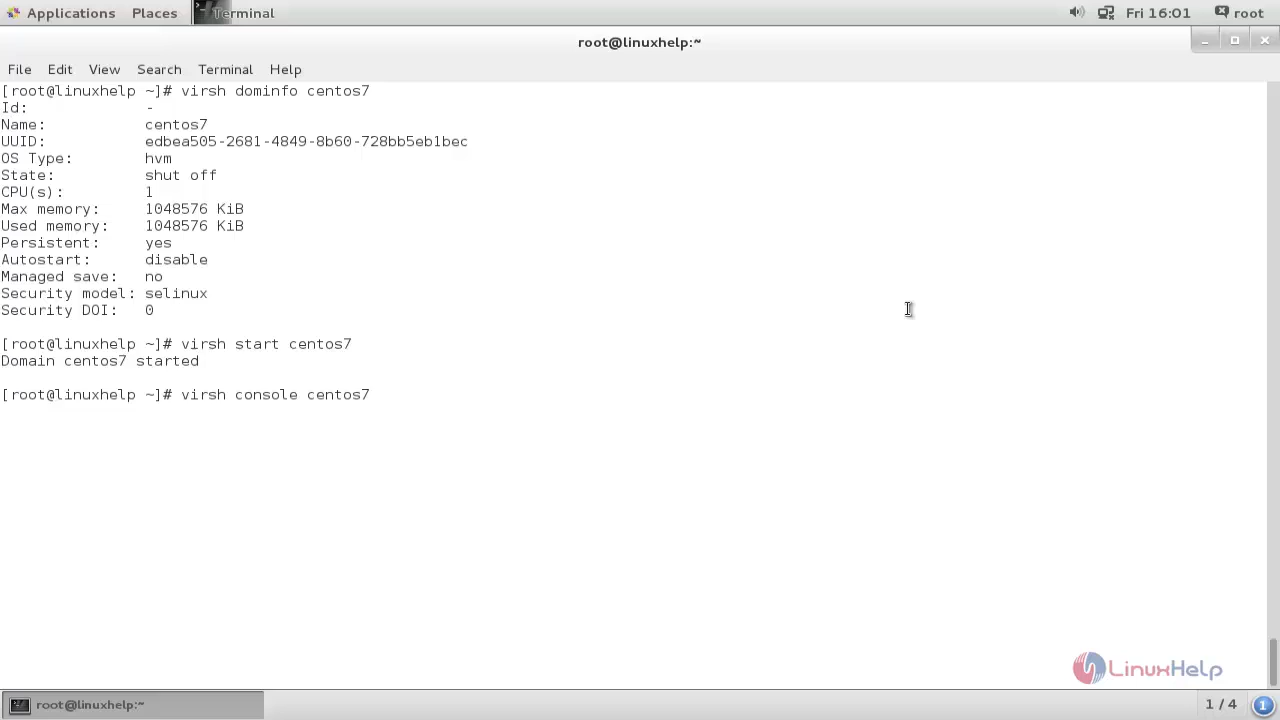 Applications Places Terminal Fri 16:01 root
root@linuxhelp:~
File Edit View Search Terminal Help
[root@linuxhelp ~]# virsh dominfo centos7
Id: -
Name: centos7
UUID: edbea505-2681-4849-8b60-728bb5eb1bec
OS Type: hvm
State: shut off
CPU(s): 1
Max memory: 1048576 KiB
Used memory: 1048576 KiB
Persistent: yes
Autostart: disable
Managed save: no
Security model: selinux
Security DOI: 0
[root@linuxhelp ~]# virsh start centos7
Domain centos7 started
[root@linuxhelp ~]# virsh console centos7
LinuxHelp
root@linuxhelp:~ 1 / 4 1